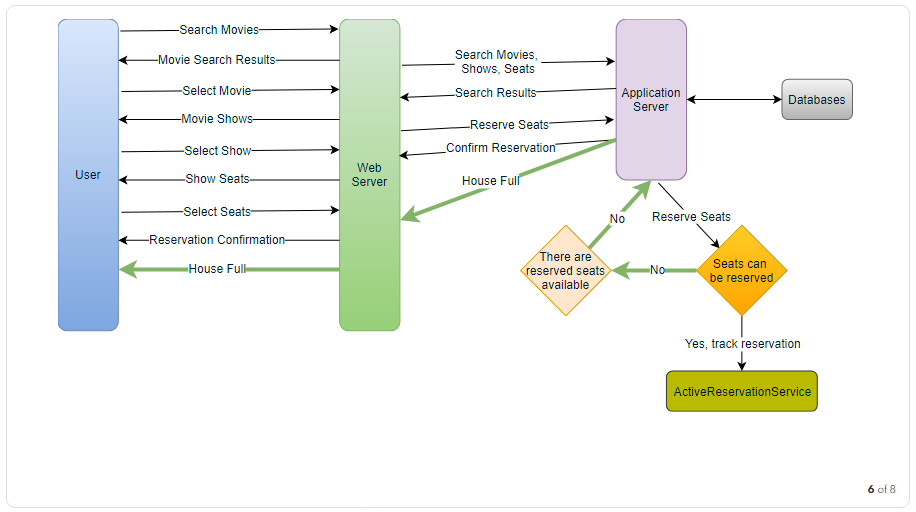 User
Search Movies
Movie Search Results
Select Movie
Movie Shows
Select Show
Show Seats
Select Seats
Reservation Confirmation
House Full
Web
Server
Search Movies,
Shows, Seats
Search Results
Reserve Seats
Confirm Reservation
House Full
Application
Server
Databases
Reserve Seats
No
There are
reserved seats
available
No
Seats can
be reserved
Yes, track reservation
ActiveReservationService
6 of 8